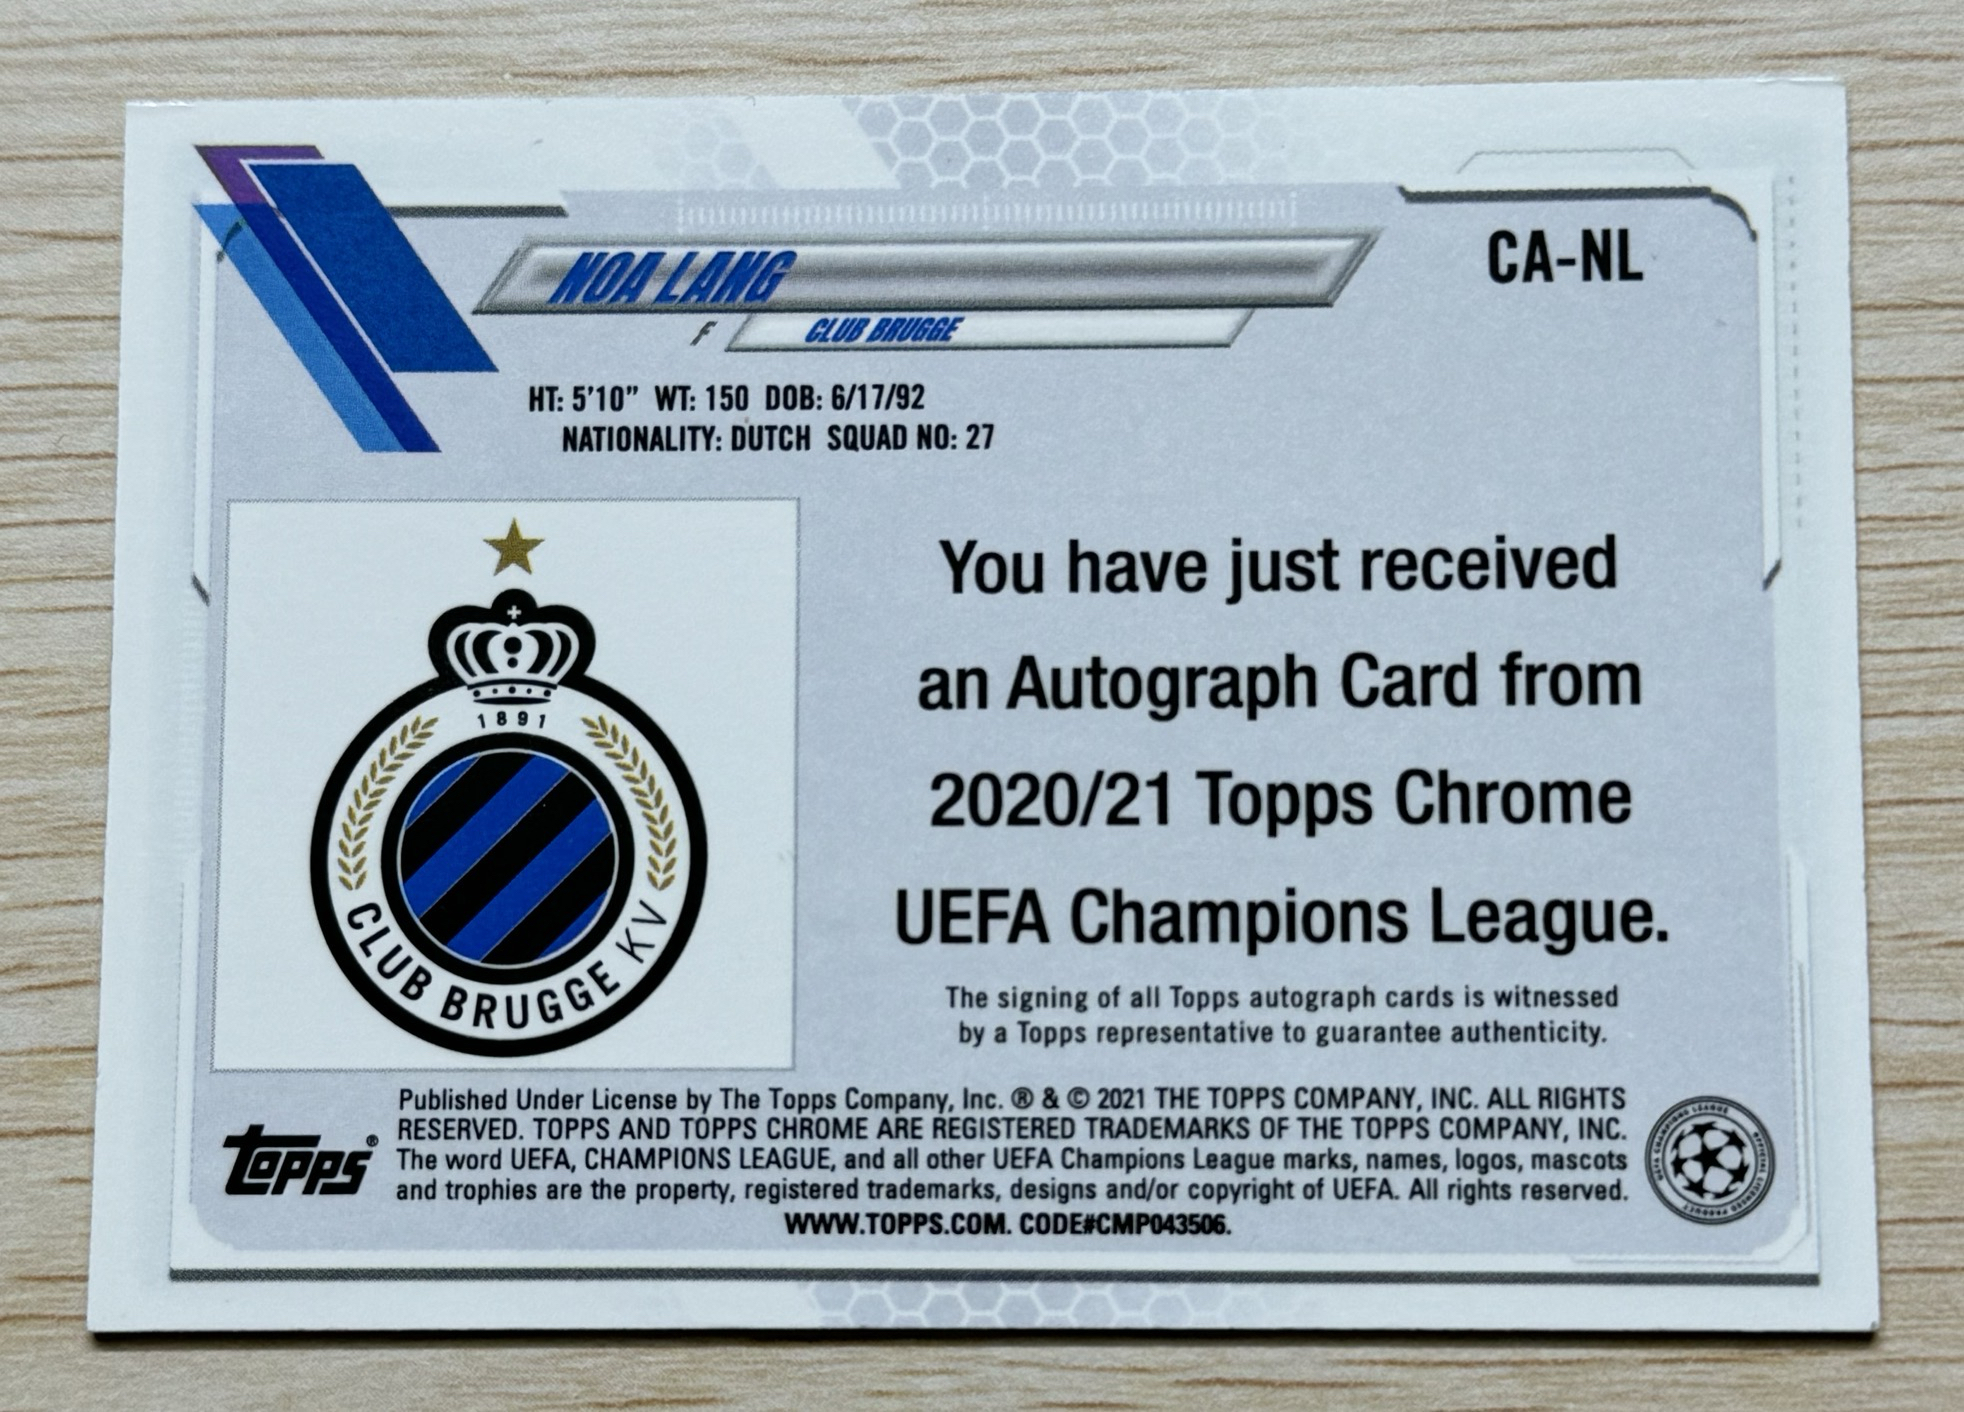 NOA LANG
CA-NL
F
CLUB BRUGGE
HT: 5'10" WT: 150 DOB: 6/17/92
NATIONALITY: DUTCH SQUAD NO: 27
1891
CLUB BRUGGE KV
You have just received
an Autograph Card from
2020/21 Topps Chrome
UEFA Champions League.
The signing of all Topps autograph cards is witnessed
by a Topps representative to guarantee authenticity.
topps®
Published Under License by The Topps Company, Inc. ® & © 2021 THE TOPPS COMPANY, INC. ALL RIGHTS
RESERVED. TOPPS AND TOPPS CHROME ARE REGISTERED TRADEMARKS OF THE TOPPS COMPANY, INC.
The word UEFA, CHAMPIONS LEAGUE, and all other UEFA Champions League marks, names, logos, mascots
and trophies are the property, registered trademarks, designs and/or copyright of UEFA. All rights reserved.
WWW.TOPPS.COM. CODE#CMP043506.
UEFA CHAMPIONS LEAGUE
OFFICIAL LICENSED PRODUCT